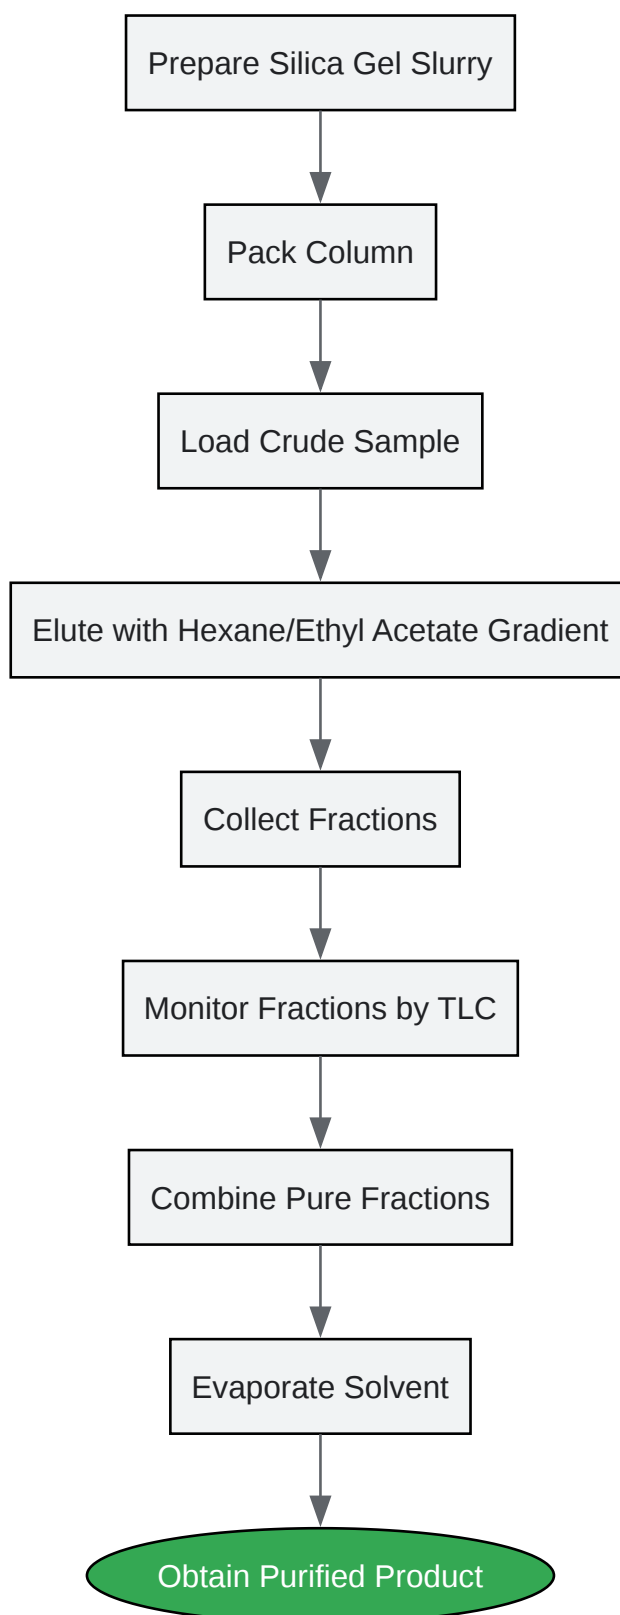 Prepare Silica Gel Slurry
Pack Column
Load Crude Sample
Elute with Hexane/Ethyl Acetate Gradient
Collect Fractions
Monitor Fractions by TLC
Combine Pure Fractions
Evaporate Solvent
Obtain Purified Product